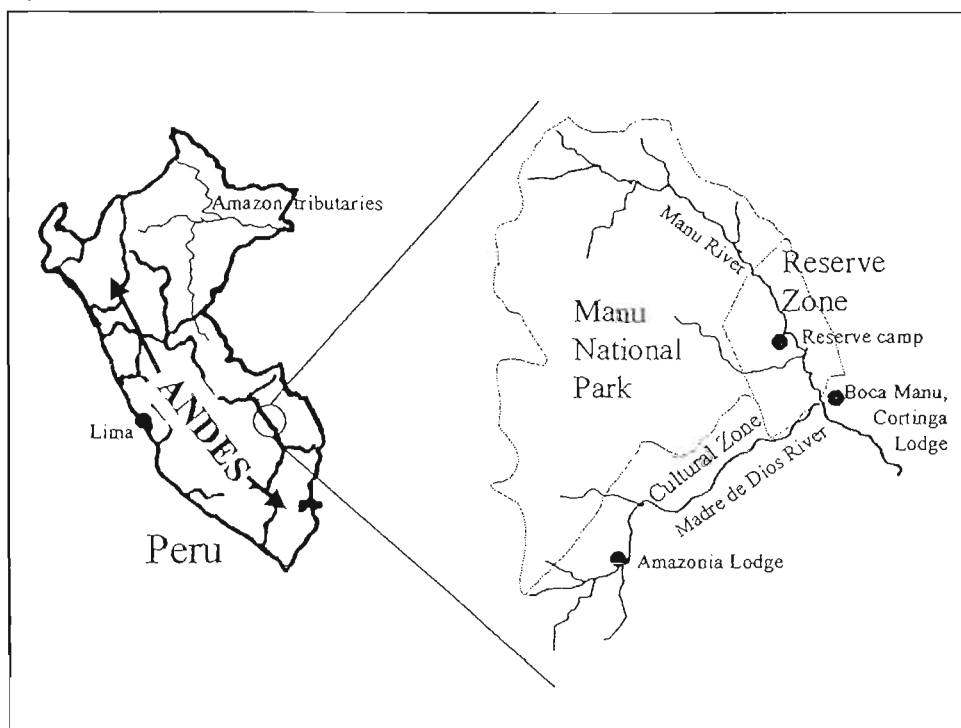 Amazon tributaries
ANDES
Lima
Peru
Manu River
Reserve
Zone
Manu
National
Park
Reserve camp
Boca Manu,
Cortinga
Lodge
Cultural Zone
Madre de Dios River
Amazonia Lodge